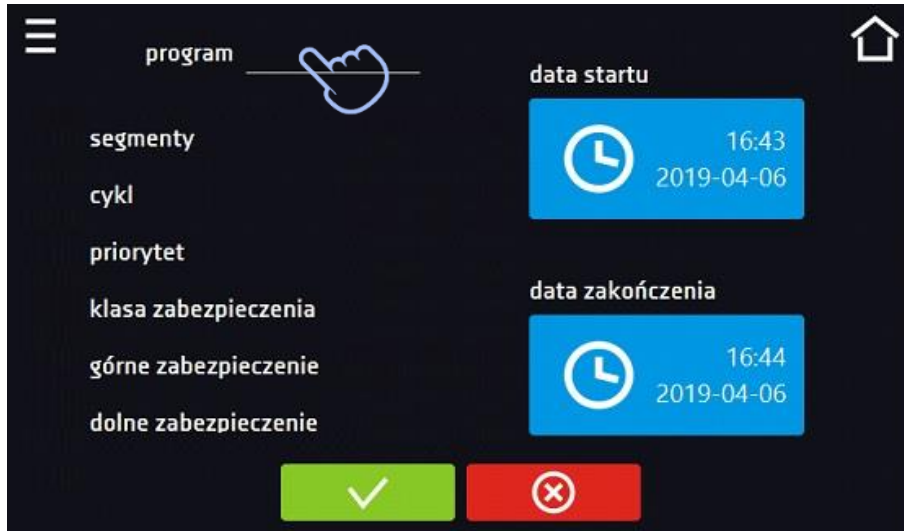 program
segmenty
cykl
priorytet
klasa zabezpieczenia
górne zabezpieczenie
dolne zabezpieczenie
data startu
16:43
2019-04-06
data zakończenia
16:44
2019-04-06